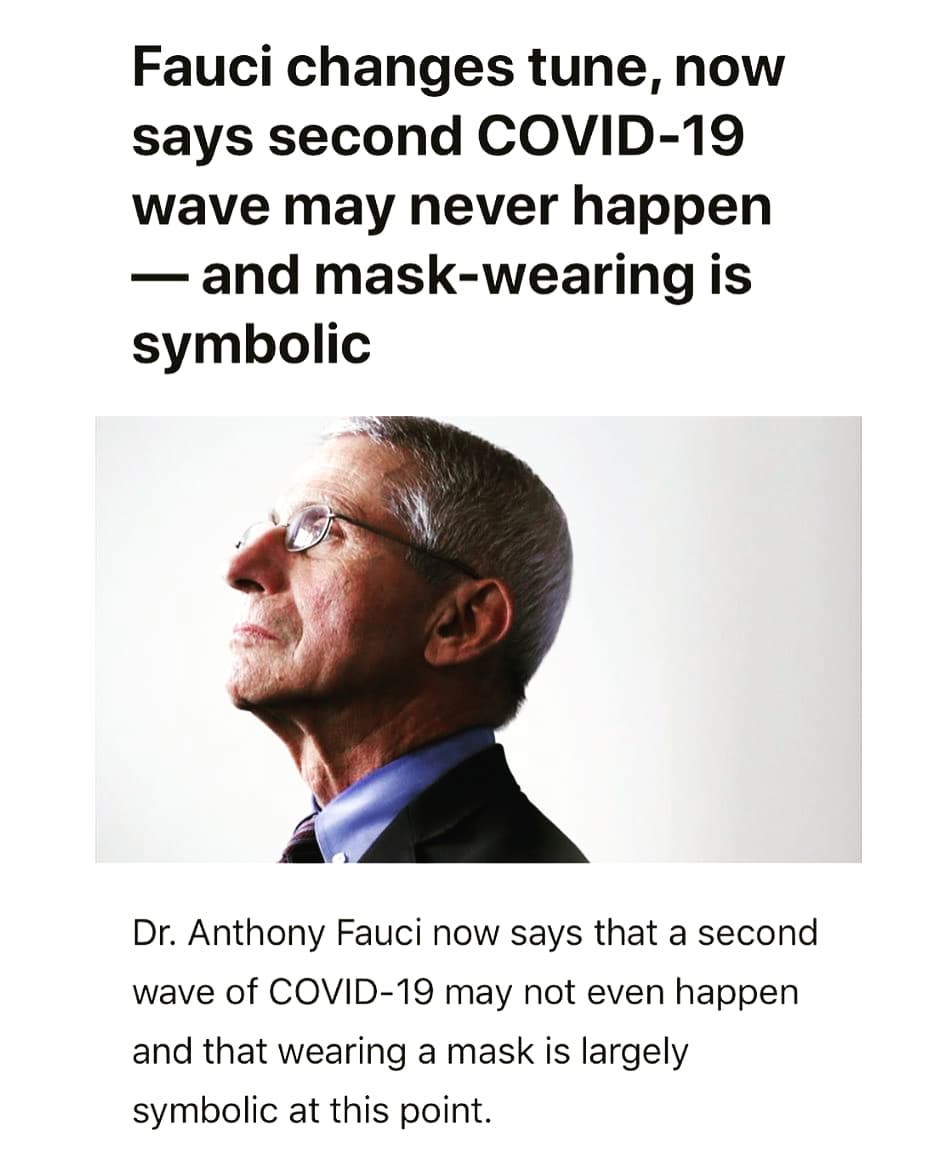 Fauci changes tune, now
says second COVID-19
wave may never happen
— and mask-wearing is
symbolic
Dr. Anthony Fauci now says that a second
wave of COVID-19 may not even happen
and that wearing a mask is largely
symbolic at this point.